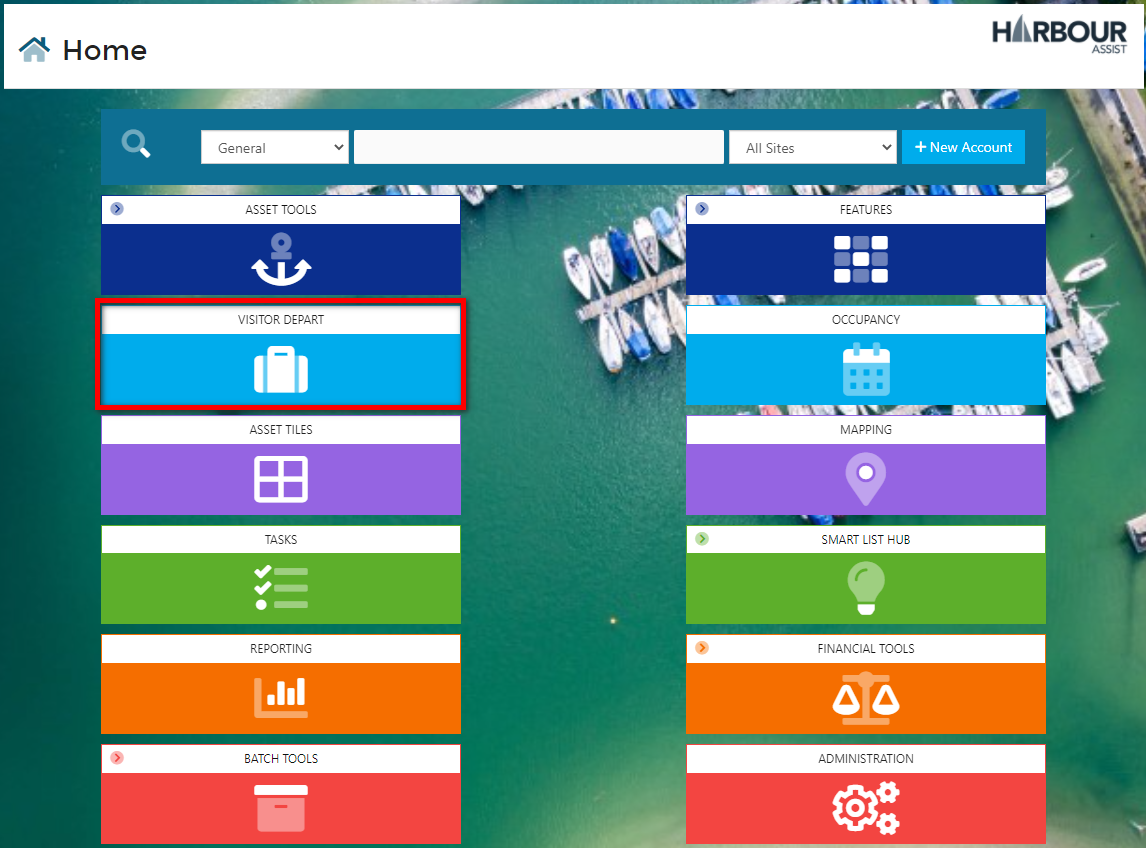 Home
HARBOUR
ASSIST
General
All Sites
+ New Account
ASSET TOOLS
FEATURES
VISITOR DEPART
OCCUPANCY
ASSET TILES
MAPPING
TASKS
SMART LIST HUB
REPORTING
FINANCIAL TOOLS
BATCH TOOLS
ADMINISTRATION